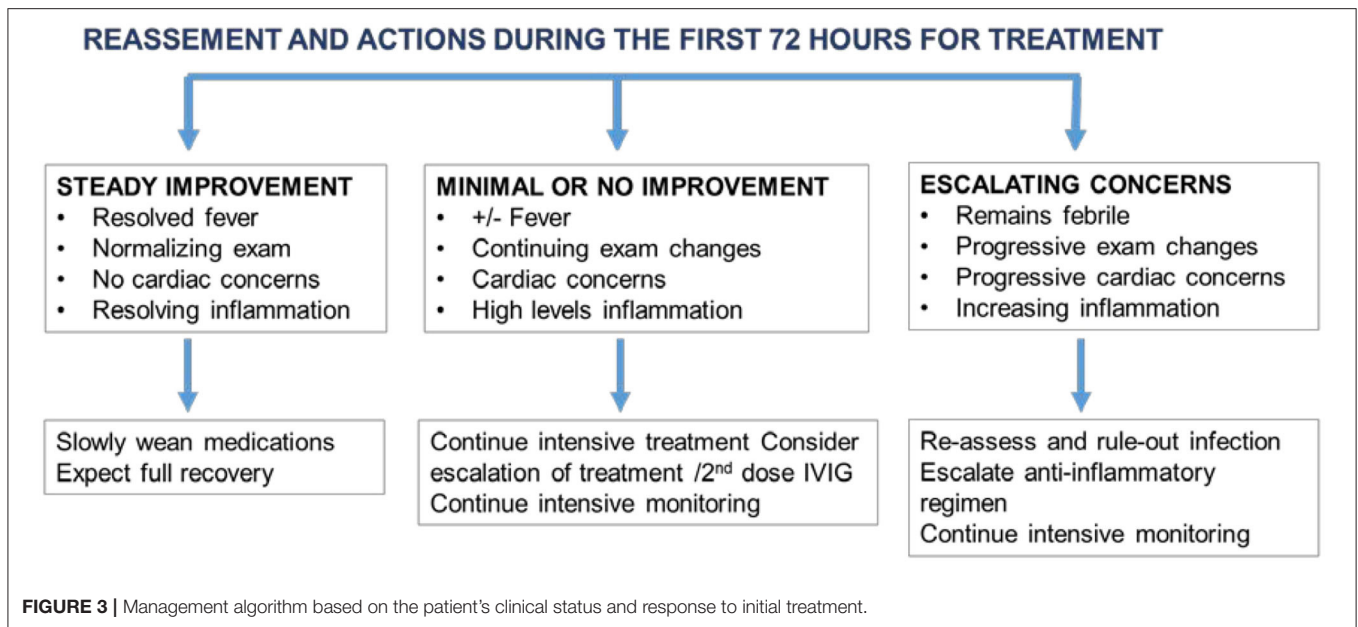 REASSEMENT AND ACTIONS DURING THE FIRST 72 HOURS FOR TREATMENT
STEADY IMPROVEMENT
• Resolved fever
• Normalizing exam
• No cardiac concerns
• Resolving inflammation
MINIMAL OR NO IMPROVEMENT
• +/- Fever
• Continuing exam changes
• Cardiac concerns
• High levels inflammation
ESCALATING CONCERNS
• Remains febrile
• Progressive exam changes
• Progressive cardiac concerns
• Increasing inflammation
Slowly wean medications
Expect full recovery
Continue intensive treatment Consider
escalation of treatment /2nd dose IVIG
Continue intensive monitoring
Re-assess and rule-out infection
Escalate anti-inflammatory
regimen
Continue intensive monitoring
FIGURE 3 | Management algorithm based on the patient's clinical status and response to initial treatment.